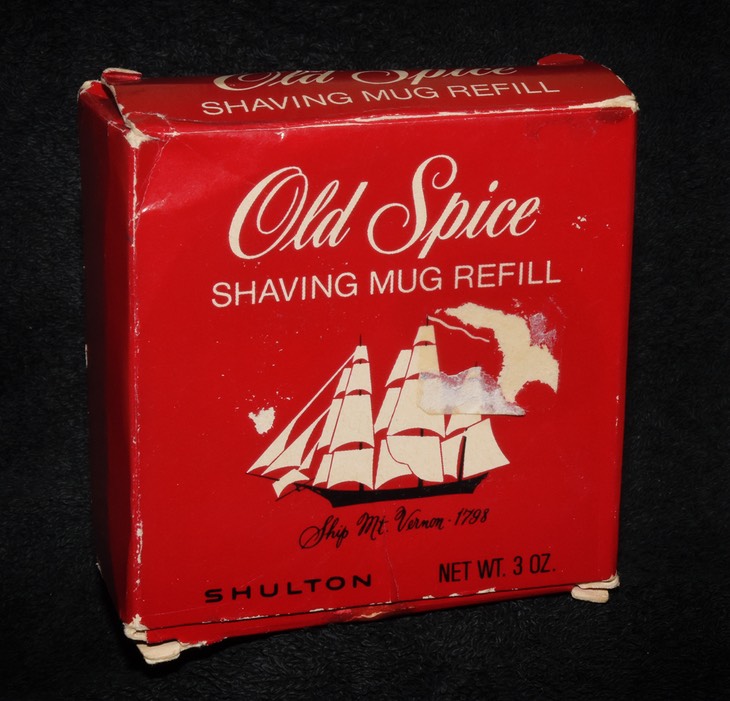 Old Spice
SHAVING MUG REFILL
Old Spice
SHAVING MUG REFILL
Ship Mt. Vernon - 1798
SHULTON
NET WT. 3 OZ.